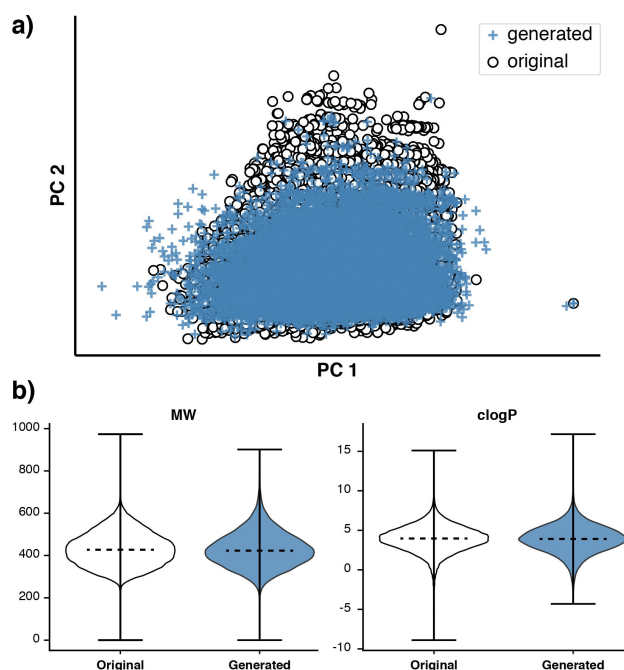 a)
generated
original
PC 2
PC 1
b)
MW
1000
800
600
400
200
0
Original
Generated
clogP
15
10
5
0
-5
-10
Original
Generated